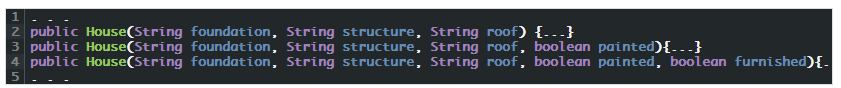 1 . . .
2 public House(String foundation, String structure, String roof) {...}
3 public House(String foundation, String structure, String roof, boolean painted){...}
4 public House(String foundation, String structure, String roof, boolean painted, boolean furnished){.
5 . . .